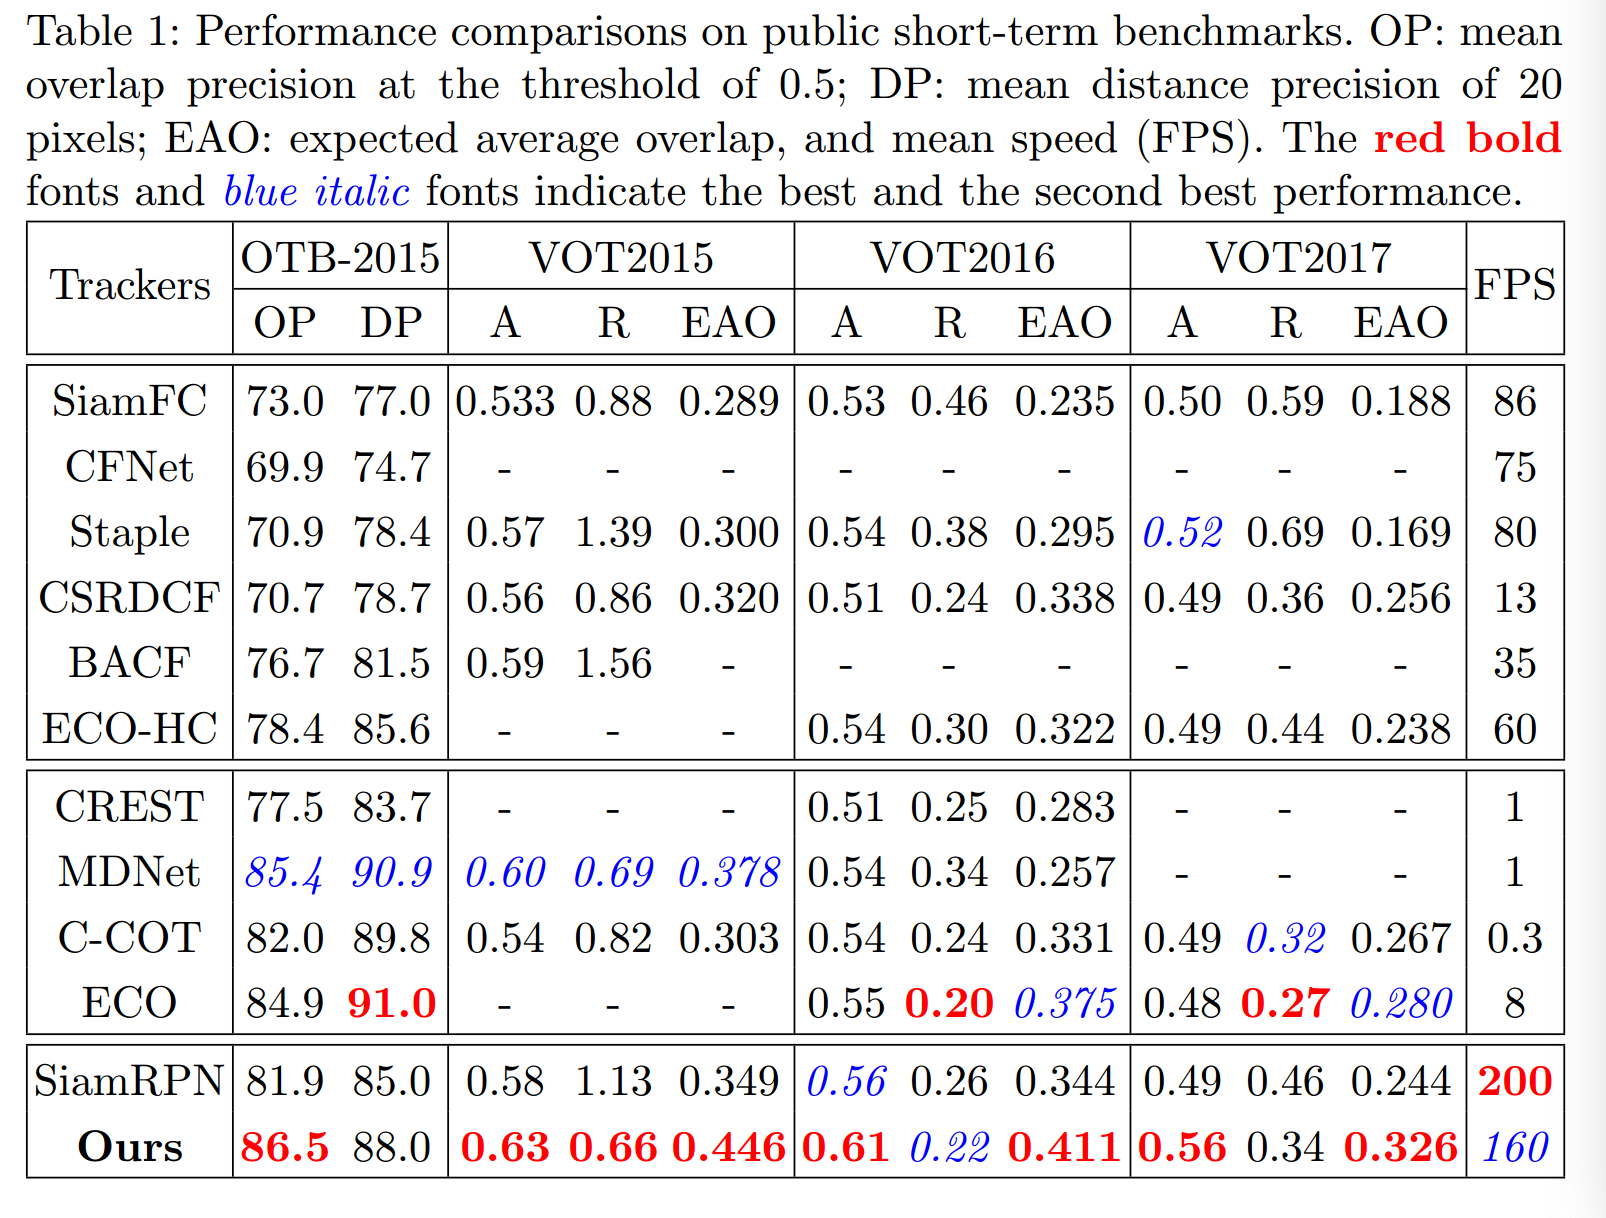 Table 1: Performance comparisons on public short-term benchmarks. OP: mean
overlap precision at the threshold of 0.5; DP: mean distance precision of 20
pixels; EAO: expected average overlap, and mean speed (FPS). The red bold
fonts and blue italic fonts indicate the best and the second best performance.
Trackers OTB-2015 VOT2015 VOT2016 VOT2017 FPS
OP DP A R EAO A R EAO A R EAO
SiamFC 73.0 77.0 0.533 0.88 0.289 0.53 0.46 0.235 0.50 0.59 0.188 86
CFNet 69.9 74.7 - - - - - - - - - 75
Staple 70.9 78.4 0.57 1.39 0.300 0.54 0.38 0.295 0.52 0.69 0.169 80
CSRDCF 70.7 78.7 0.56 0.86 0.320 0.51 0.24 0.338 0.49 0.36 0.256 13
BACF 76.7 81.5 0.59 1.56 - - - - - - - 35
ECO-HC 78.4 85.6 - - - 0.54 0.30 0.322 0.49 0.44 0.238 60
CREST 77.5 83.7 - - - 0.51 0.25 0.283 - - - 1
MDNet 85.4 90.9 0.60 0.69 0.378 0.54 0.34 0.257 - - - 1
C-COT 82.0 89.8 0.54 0.82 0.303 0.54 0.24 0.331 0.49 0.32 0.267 0.3
ECO 84.9 91.0 - - - 0.55 0.20 0.375 0.48 0.27 0.280 8
SiamRPN 81.9 85.0 0.58 1.13 0.349 0.56 0.26 0.344 0.49 0.46 0.244 200
Ours 86.5 88.0 0.63 0.66 0.446 0.61 0.22 0.411 0.56 0.34 0.326 160